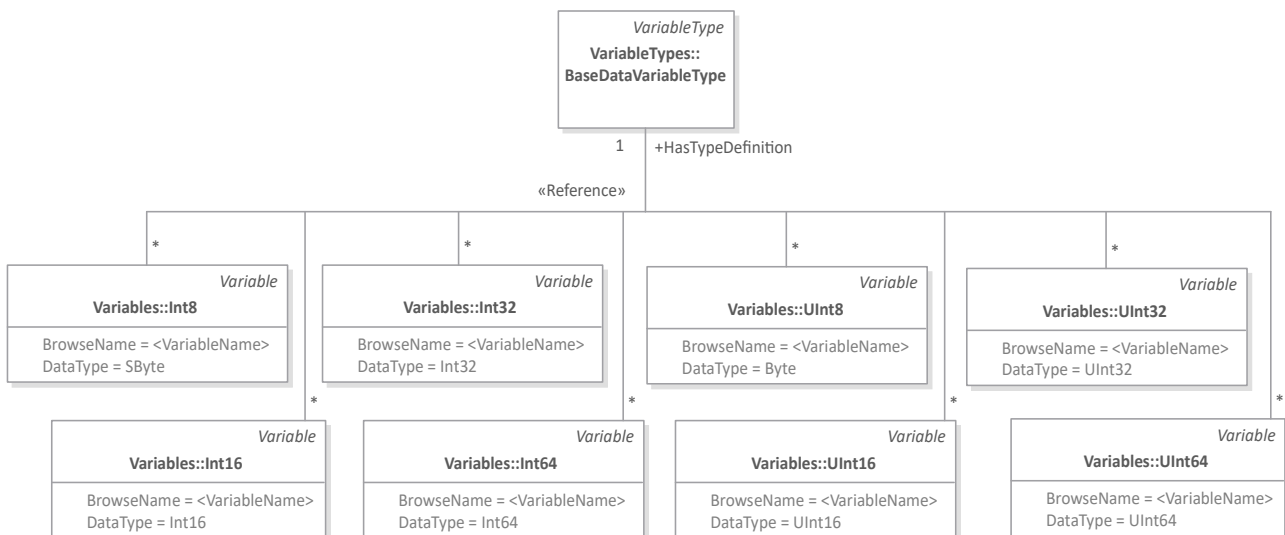 VariableType
VariableTypes::
BaseDataVariableType
1
+HasTypeDefinition
«Reference»
*
*
*
*
Variable
Variables::Int8
BrowseName = <VariableName>
DataType = SByte
Variable
Variables::Int32
BrowseName = <VariableName>
DataType = Int32
Variable
Variables::UInt8
BrowseName = <VariableName>
DataType = Byte
Variable
Variables::UInt32
BrowseName = <VariableName>
DataType = UInt32
*
*
*
*
Variable
Variables::Int16
BrowseName = <VariableName>
DataType = Int16
Variable
Variables::Int64
BrowseName = <VariableName>
DataType = Int64
Variable
Variables::UInt16
BrowseName = <VariableName>
DataType = UInt16
Variable
Variables::UInt64
BrowseName = <VariableName>
DataType = UInt64